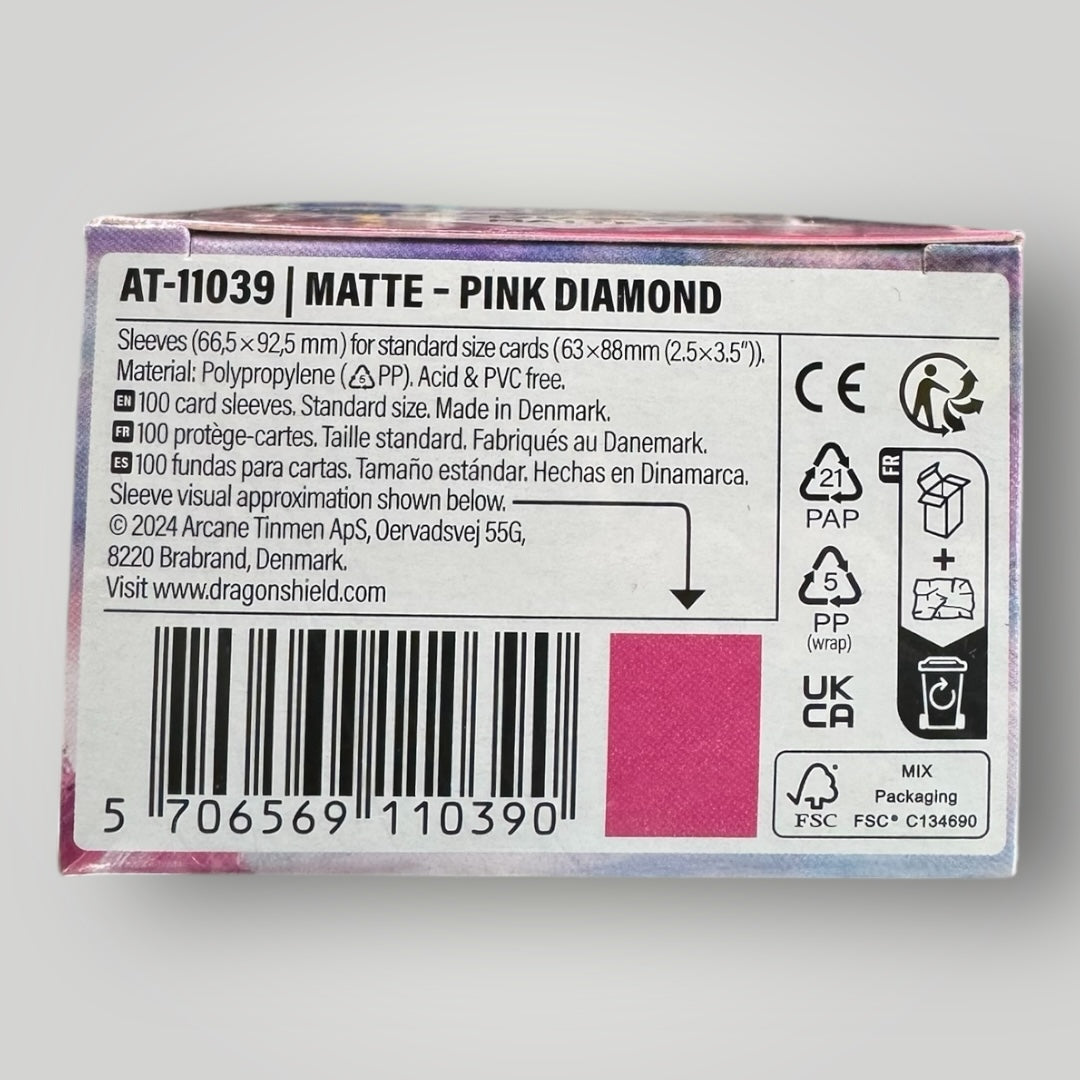 AT-11039 | MATTE - PINK DIAMOND
Sleeves (66,5×92,5 mm) for standard size cards (63×88mm (2.5×3.5")).
Material: Polypropylene (5 PP). Acid & PVC free.
EN 100 card sleeves. Standard size. Made in Denmark.
FR 100 protège-cartes. Taille standard. Fabriqués au Danemark.
ES 100 fundas para cartas. Tamaño estándar. Hechas en Dinamarca.
Sleeve visual approximation shown below.
© 2024 Arcane Tinmen ApS, Oervadsvej 55G,
8220 Brabrand, Denmark.
Visit www.dragonshield.com
5 706569 110390
CE
21
PAP
5
PP
(wrap)
UK
CA
FR
+
FSC
MIX
Packaging
FSC® C134690